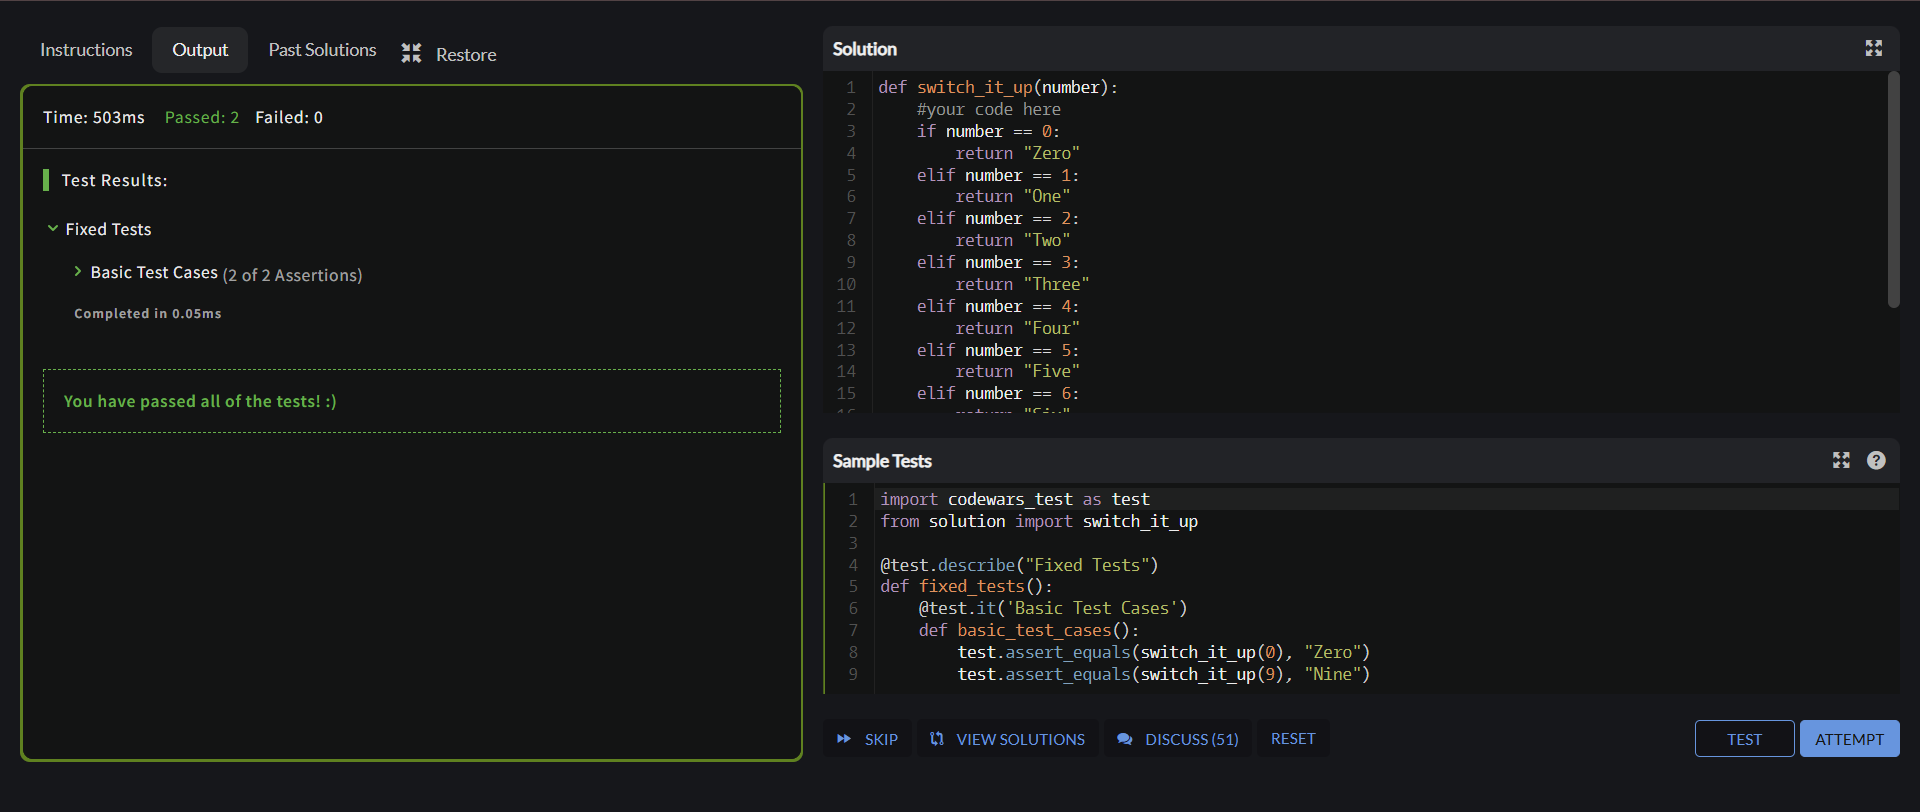 Instructions Output Past Solutions Restore
Time: 503ms Passed: 2 Failed: 0
Test Results:
Fixed Tests
Basic Test Cases (2 of 2 Assertions)
Completed in 0.05ms
You have passed all of the tests! :)
Solution
1 def switch_it_up(number):
2     #your code here
3     if number == 0:
4         return "Zero"
5     elif number == 1:
6         return "One"
7     elif number == 2:
8         return "Two"
9     elif number == 3:
10         return "Three"
11     elif number == 4:
12         return "Four"
13     elif number == 5:
14         return "Five"
15     elif number == 6:
16         return "Six"
Sample Tests
?
1 import codewars_test as test
2 from solution import switch_it_up
3
4 @test.describe("Fixed Tests")
5 def fixed_tests():
6     @test.it('Basic Test Cases')
7     def basic_test_cases():
8         test.assert_equals(switch_it_up(0), "Zero")
9         test.assert_equals(switch_it_up(9), "Nine")
SKIP VIEW SOLUTIONS DISCUSS (51) RESET TEST ATTEMPT